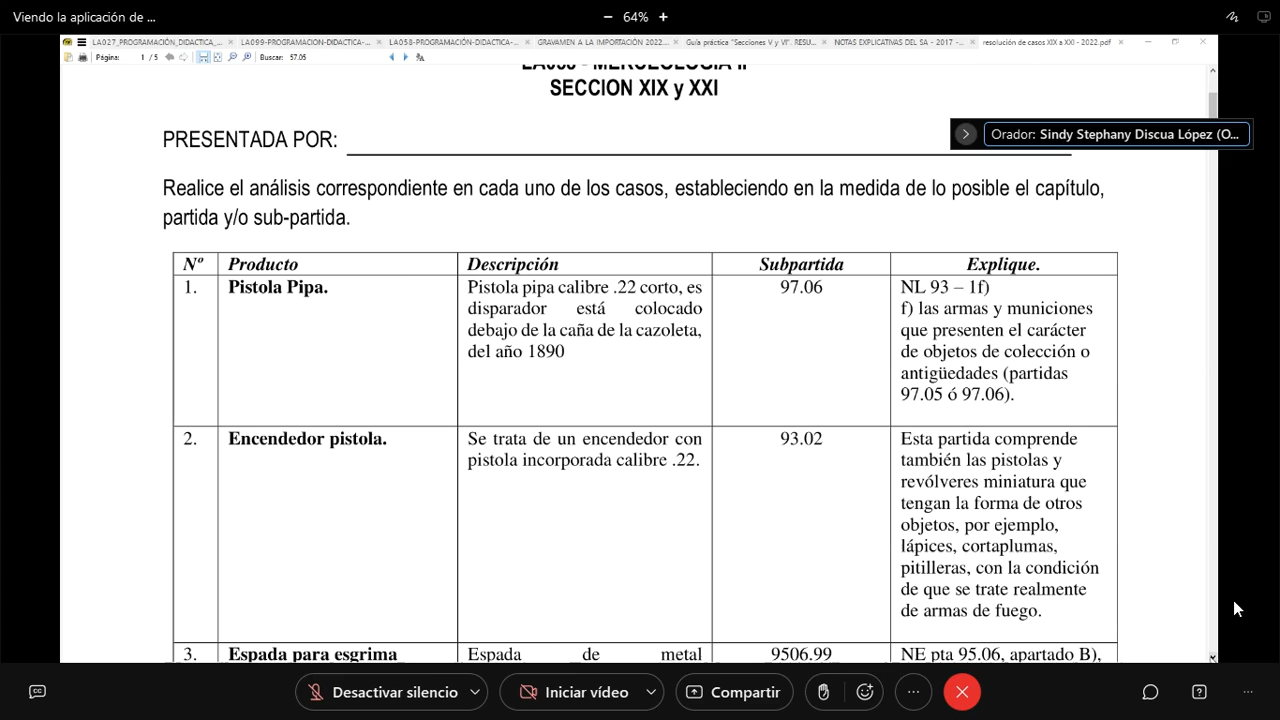 Viendo la aplicación de ...
− 64% +
LA027_PROGRAMACIÓN_DIDACTICA_... × LA099-PROGRAMACION-DIDACTICA-... × LA058-PROGRAMACIÓN-DIDACTICA-... × GRAVAMEN A LA IMPORTACIÓN 2022.... × Guía práctica "Secciones V y VI". RESU... × NOTAS EXPLICATIVAS DEL SA - 2017 -... × resolución de casos XIX a XXI - 2022.pdf ×
Página: 1 / 5 Buscar: 57.05
SECCION XIX y XXI
Orador: Sindy Stephany Discua López (O...
PRESENTADA POR:
Realice el análisis correspondiente en cada uno de los casos, estableciendo en la medida de lo posible el capítulo,
partida y/o sub-partida.
Nº Producto Descripción Subpartida Explique.
1. Pistola Pipa. Pistola pipa calibre .22 corto, es 97.06 NL 93 – 1f)
disparador está colocado f) las armas y municiones
debajo de la caña de la cazoleta, que presenten el carácter
del año 1890 de objetos de colección o
antigüedades (partidas
97.05 ó 97.06).
2. Encendedor pistola. Se trata de un encendedor con 93.02 Esta partida comprende
pistola incorporada calibre .22. también las pistolas y
revólveres miniatura que
tengan la forma de otros
objetos, por ejemplo,
lápices, cortaplumas,
pitilleras, con la condición
de que se trate realmente
de armas de fuego.
3. Espada para esgrima Espada de metal 9506.99 NE pta 95.06, apartado B),
Desactivar silencio Iniciar vídeo Compartir